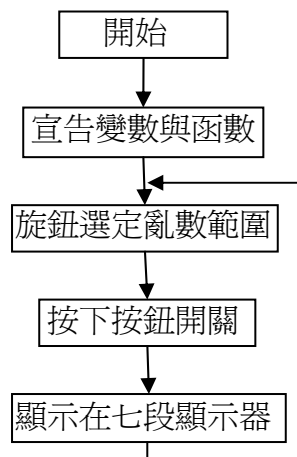 開始
宣告變數與函數
旋鈕選定亂數範圍
按下按鈕開關
顯示在七段顯示器